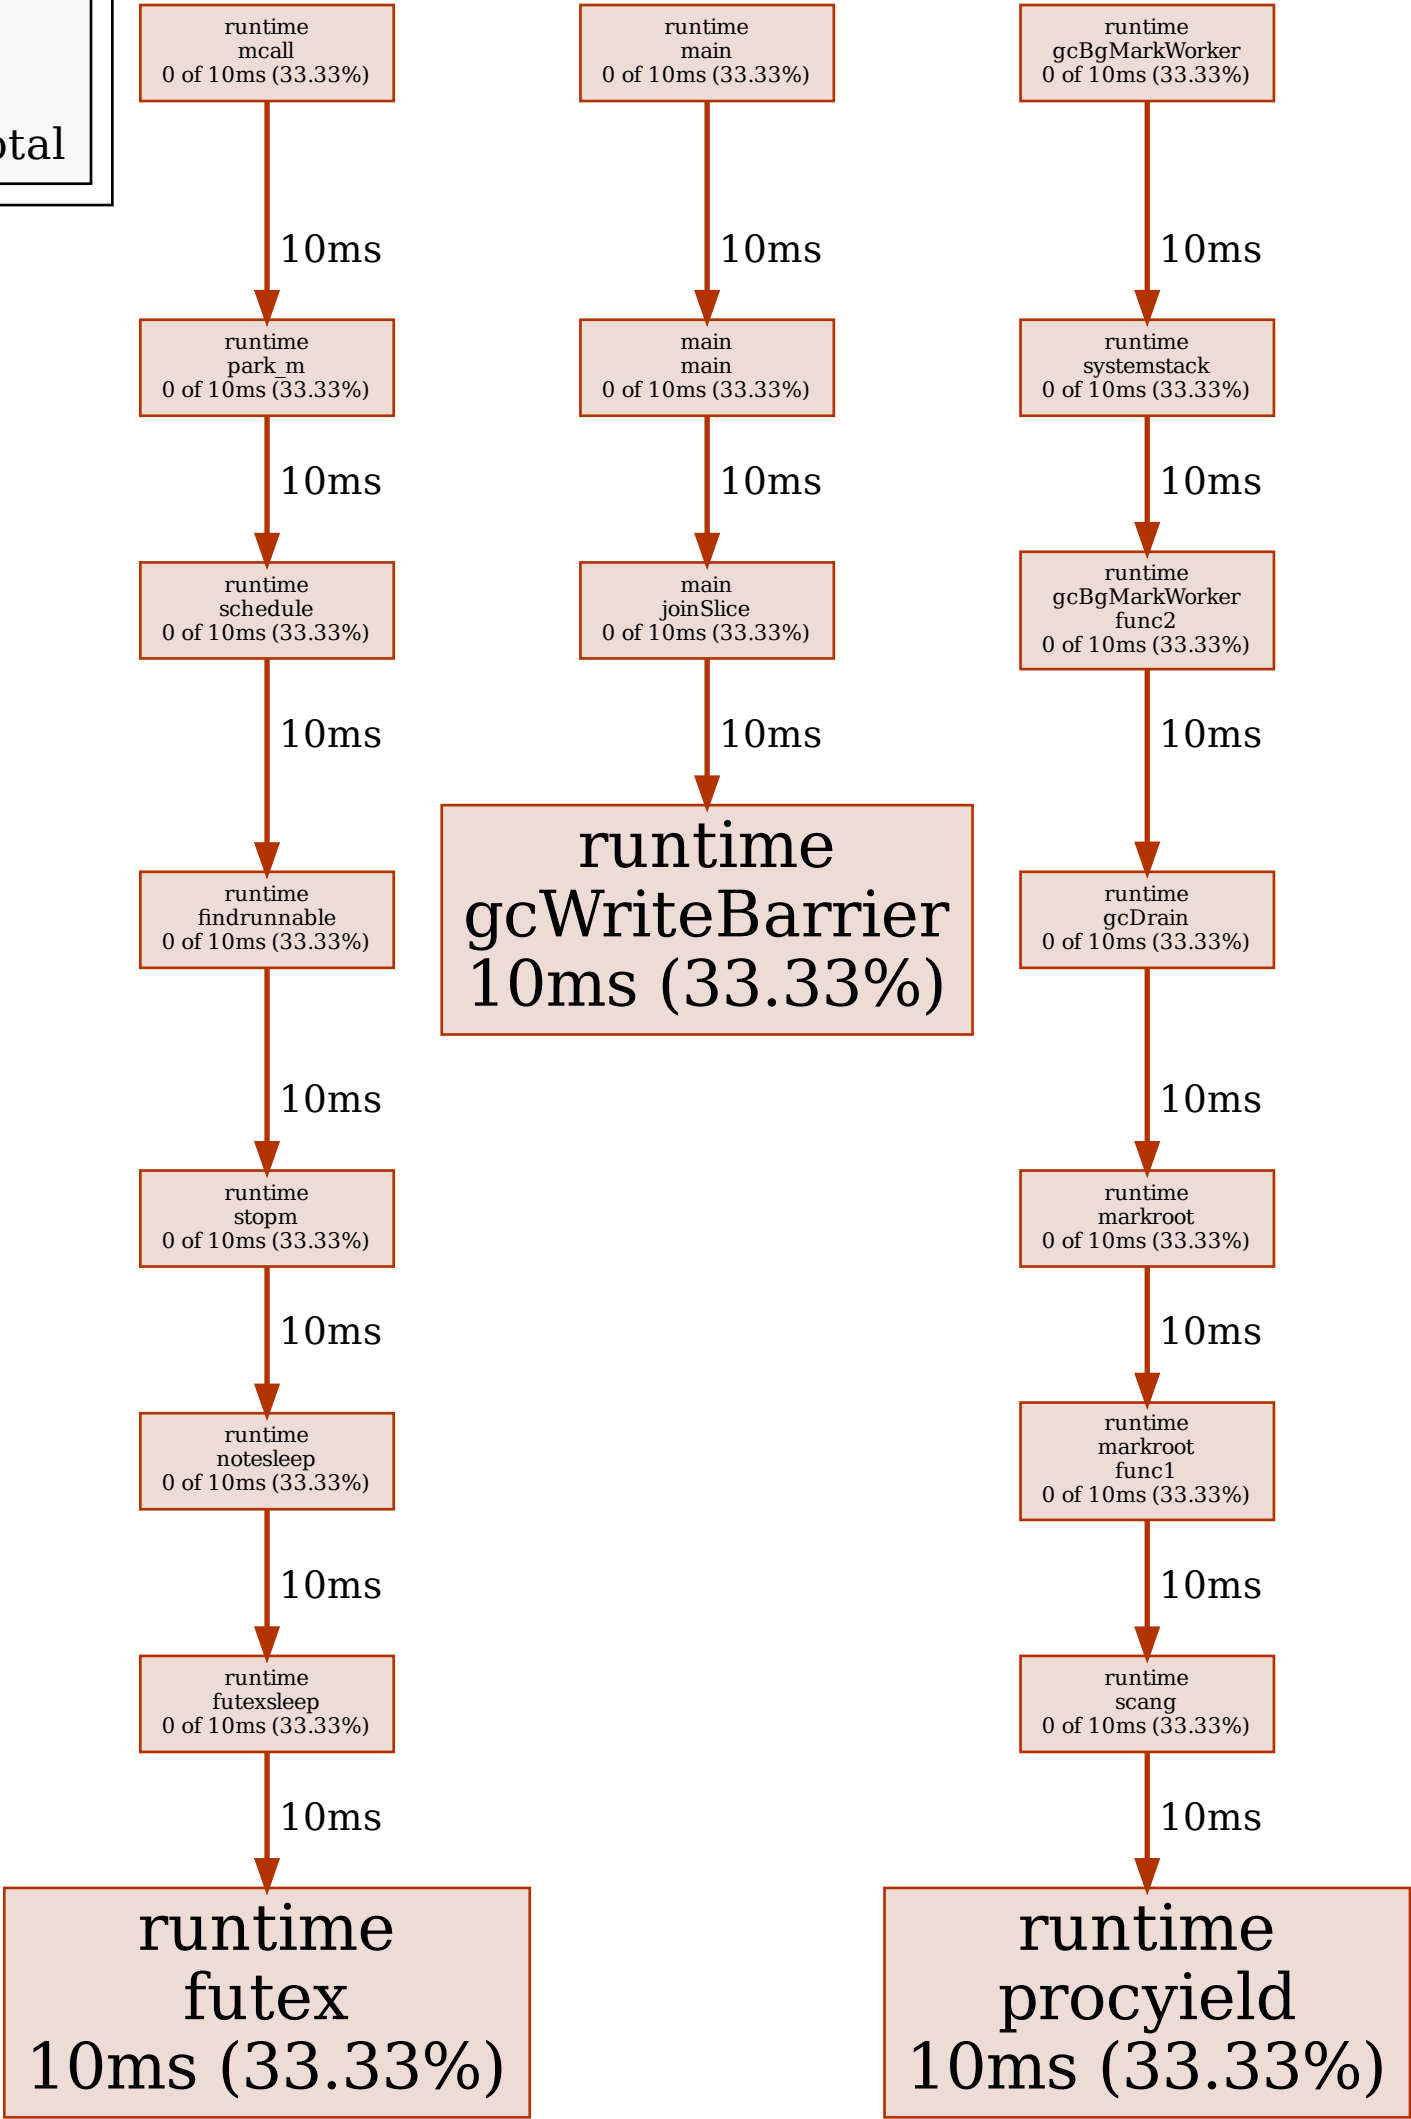 runtime
mcall
0 of 10ms (33.33%)
runtime
main
0 of 10ms (33.33%)
runtime
gcBgMarkWorker
0 of 10ms (33.33%)
10ms
10ms
10ms
runtime
park_m
0 of 10ms (33.33%)
main
main
0 of 10ms (33.33%)
runtime
systemstack
0 of 10ms (33.33%)
10ms
10ms
10ms
runtime
schedule
0 of 10ms (33.33%)
main
joinSlice
0 of 10ms (33.33%)
runtime
gcBgMarkWorker
func2
0 of 10ms (33.33%)
10ms
10ms
10ms
runtime
findrunnable
0 of 10ms (33.33%)
runtime
gcWriteBarrier
10ms (33.33%)
runtime
gcDrain
0 of 10ms (33.33%)
10ms
10ms
runtime
stopm
0 of 10ms (33.33%)
runtime
markroot
0 of 10ms (33.33%)
10ms
10ms
runtime
notesleep
0 of 10ms (33.33%)
runtime
markroot
func1
0 of 10ms (33.33%)
10ms
10ms
runtime
futexsleep
0 of 10ms (33.33%)
runtime
scang
0 of 10ms (33.33%)
10ms
10ms
runtime
futex
10ms (33.33%)
runtime
procyield
10ms (33.33%)